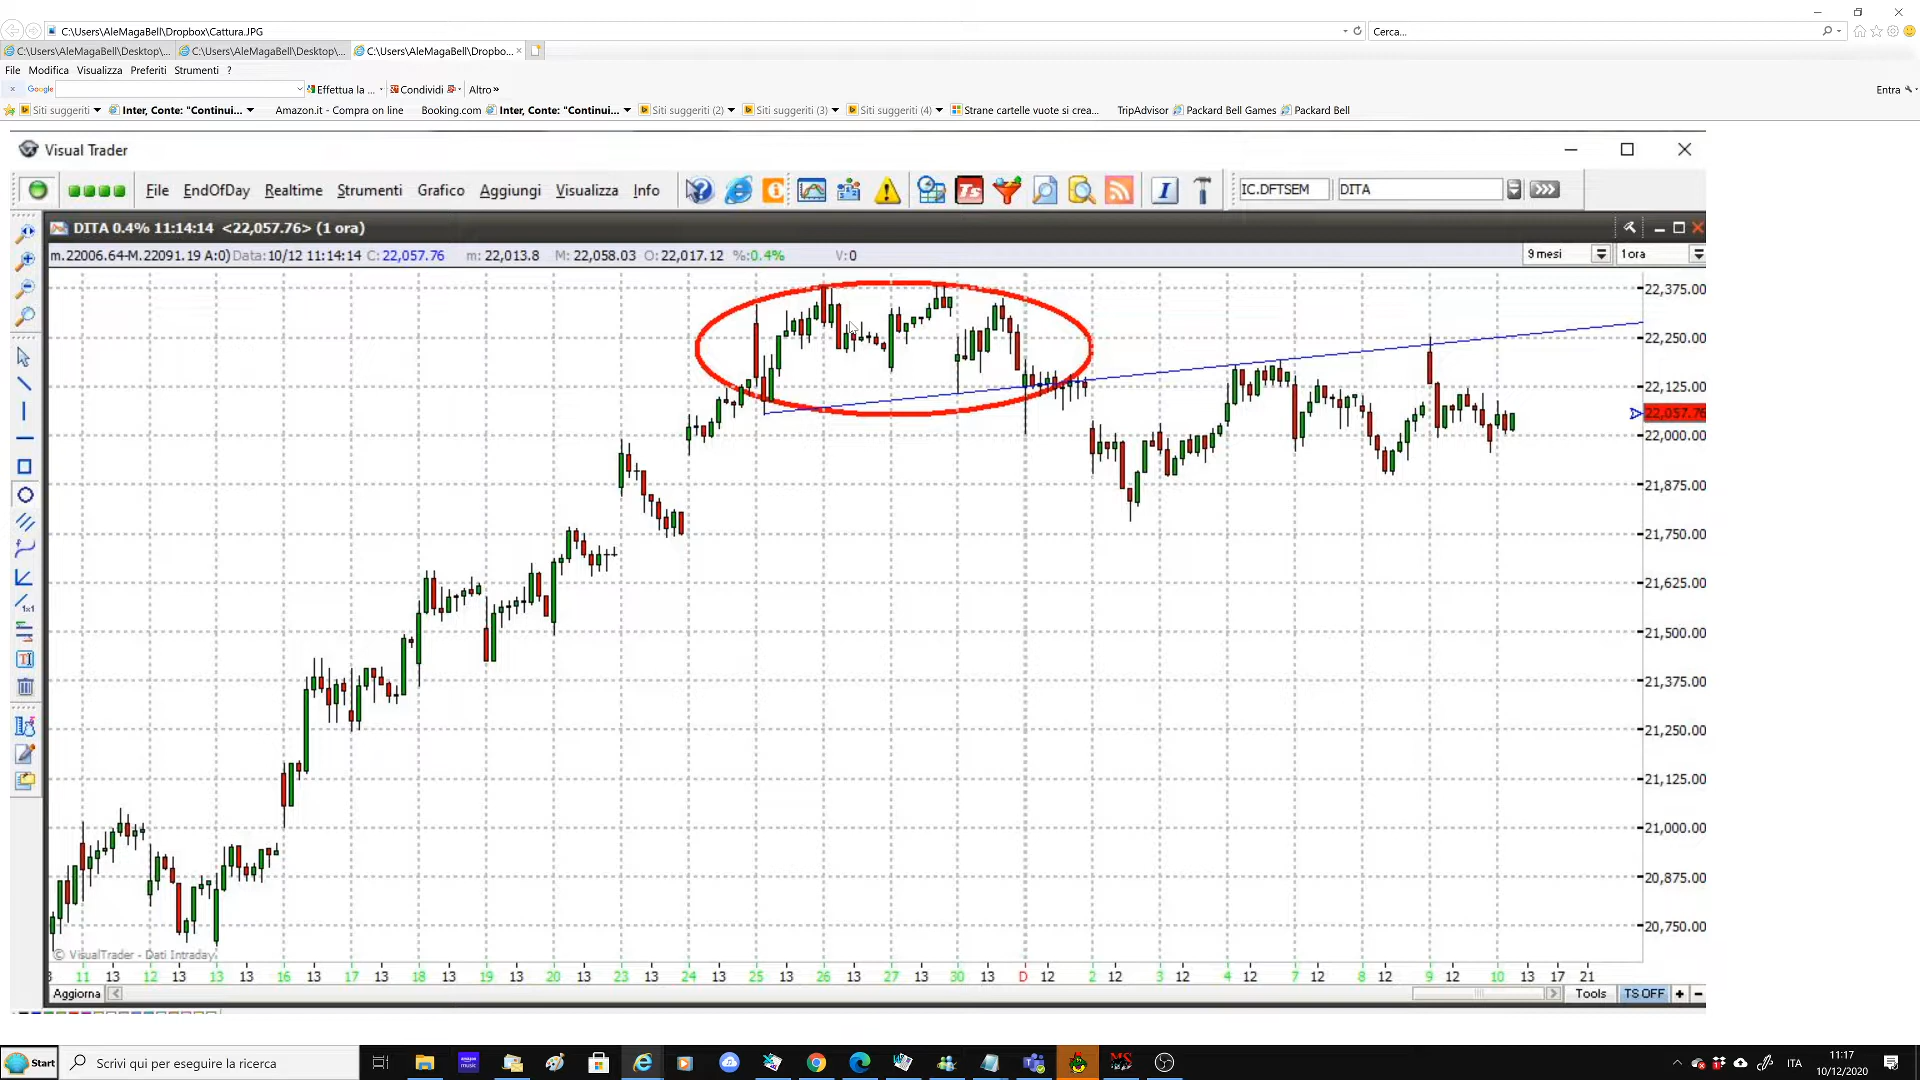 C:\Users\AleMagaBell\Dropbox\Cattura.JPG
Cerca...
C:\Users\AleMagaBell\Desktop\... C:\Users\AleMagaBell\Desktop\... C:\Users\AleMagaBell\Dropbo...
File Modifica Visualizza Preferiti Strumenti ?
Google Effettua la ... Condividi Altro » Entra
Siti suggeriti Inter, Conte: "Continui... Amazon.it - Compra on line Booking.com Inter, Conte: "Continui... Siti suggeriti (2) Siti suggeriti (3) Siti suggeriti (4) Strane cartelle vuote si crea... TripAdvisor Packard Bell Games Packard Bell
Visual Trader
File EndOfDay Realtime Strumenti Grafico Aggiungi Visualizza Info Ts I IC.DFTSEM DITA
DITA 0.4% 11:14:14 <22,057.76> (1 ora)
m.22006.64-M.22091.19 A:0) Data: 10/12 11:14:14 C: 22,057.76 m: 22,013.8 M: 22,058.03 O: 22,017.12 %:0.4% V:0 9 mesi 1 ora
22,375.00
22,250.00
22,125.00
22,057.76
22,000.00
21,875.00
21,750.00
21,625.00
21,500.00
21,375.00
21,250.00
21,125.00
21,000.00
20,875.00
20,750.00
© VisualTrader - Dati Intraday
11 13 12 13 13 13 16 13 17 13 18 13 19 13 20 13 23 13 24 13 25 13 26 13 27 13 30 13 D 12 2 12 3 12 4 12 7 12 8 12 9 12 10 13 17 21
Aggiorna Tools TS OFF + -
Start Scrivi qui per eseguire la ricerca ITA 11:17
10/12/2020